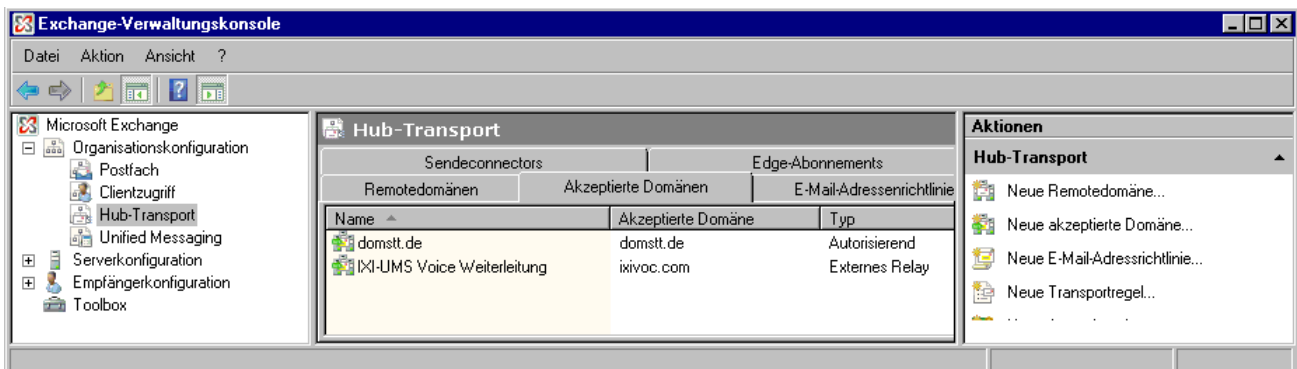 Exchange-Verwaltungskonsole
Datei Aktion Ansicht ?
Microsoft Exchange
Organisationskonfiguration
Postfach
Clientzugriff
Hub-Transport
Unified Messaging
Serverkonfiguration
Empfängerkonfiguration
Toolbox
Hub-Transport
Sendeconnectors Edge-Abonnements
Remotedomänen Akzeptierte Domänen E-Mail-Adressenrichtlinie
Name Akzeptierte Domäne Typ
domstt.de domstt.de Autorisierend
IXI-UMS Voice Weiterleitung ixivoc.com Externes Relay
Aktionen
Hub-Transport
Neue Remotedomäne...
Neue akzeptierte Domäne...
Neue E-Mail-Adressrichtlinie...
Neue Transportregel...